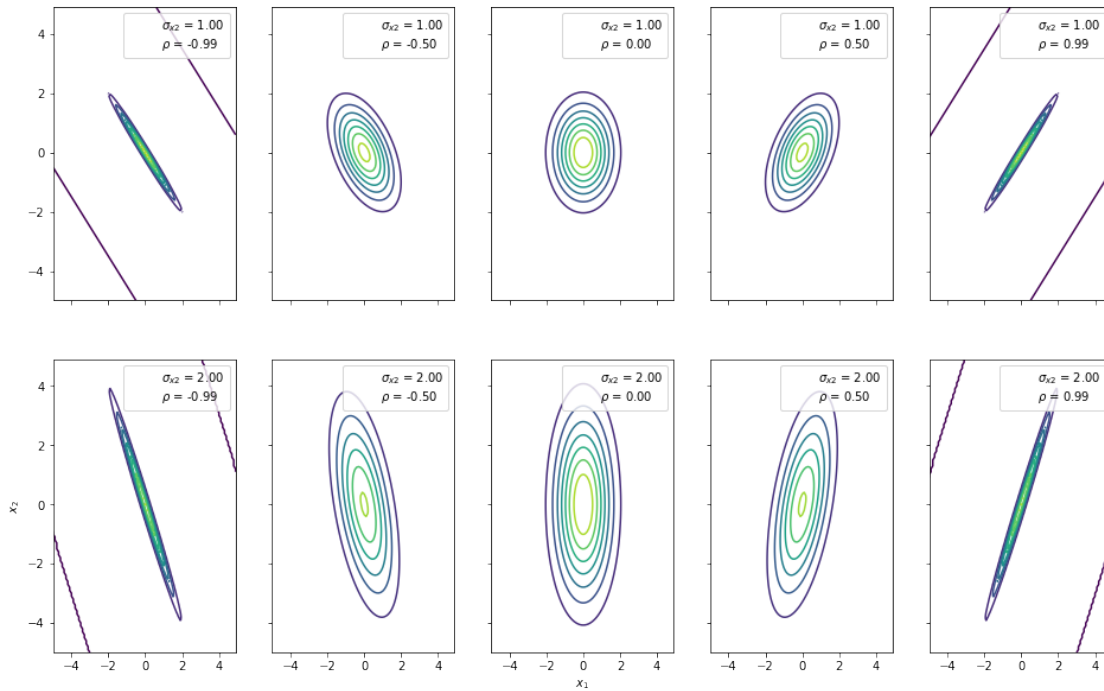 σx2 = 1.00
ρ = -0.99
σx2 = 1.00
ρ = -0.50
σx2 = 1.00
ρ = 0.00
σx2 = 1.00
ρ = 0.50
σx2 = 1.00
ρ = 0.99
4
2
0
−2
−4
σx2 = 2.00
ρ = -0.99
σx2 = 2.00
ρ = -0.50
σx2 = 2.00
ρ = 0.00
σx2 = 2.00
ρ = 0.50
σx2 = 2.00
ρ = 0.99
4
2
0
−2
−4
x2
−4 −2 0 2 4
−4 −2 0 2 4
−4 −2 0 2 4
−4 −2 0 2 4
−4 −2 0 2 4
x1